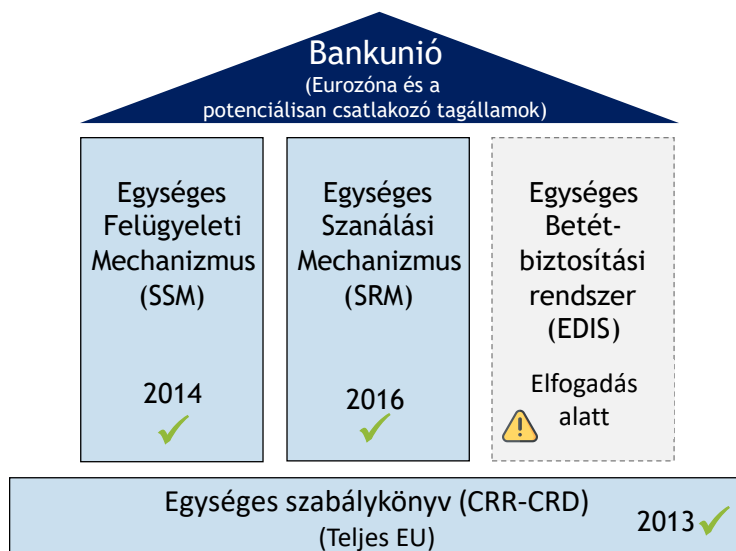 Bankunió
(Eurozóna és a
potenciálisan csatlakozó tagállamok)
Egységes
Felügyeleti
Mechanizmus
(SSM)
2014
Egységes
Szanálási
Mechanizmus
(SRM)
2016
Egységes
Betét-
biztosítási
rendszer
(EDIS)
Elfogadás
alatt
Egységes szabálykönyv (CRR-CRD)
(Teljes EU)
2013